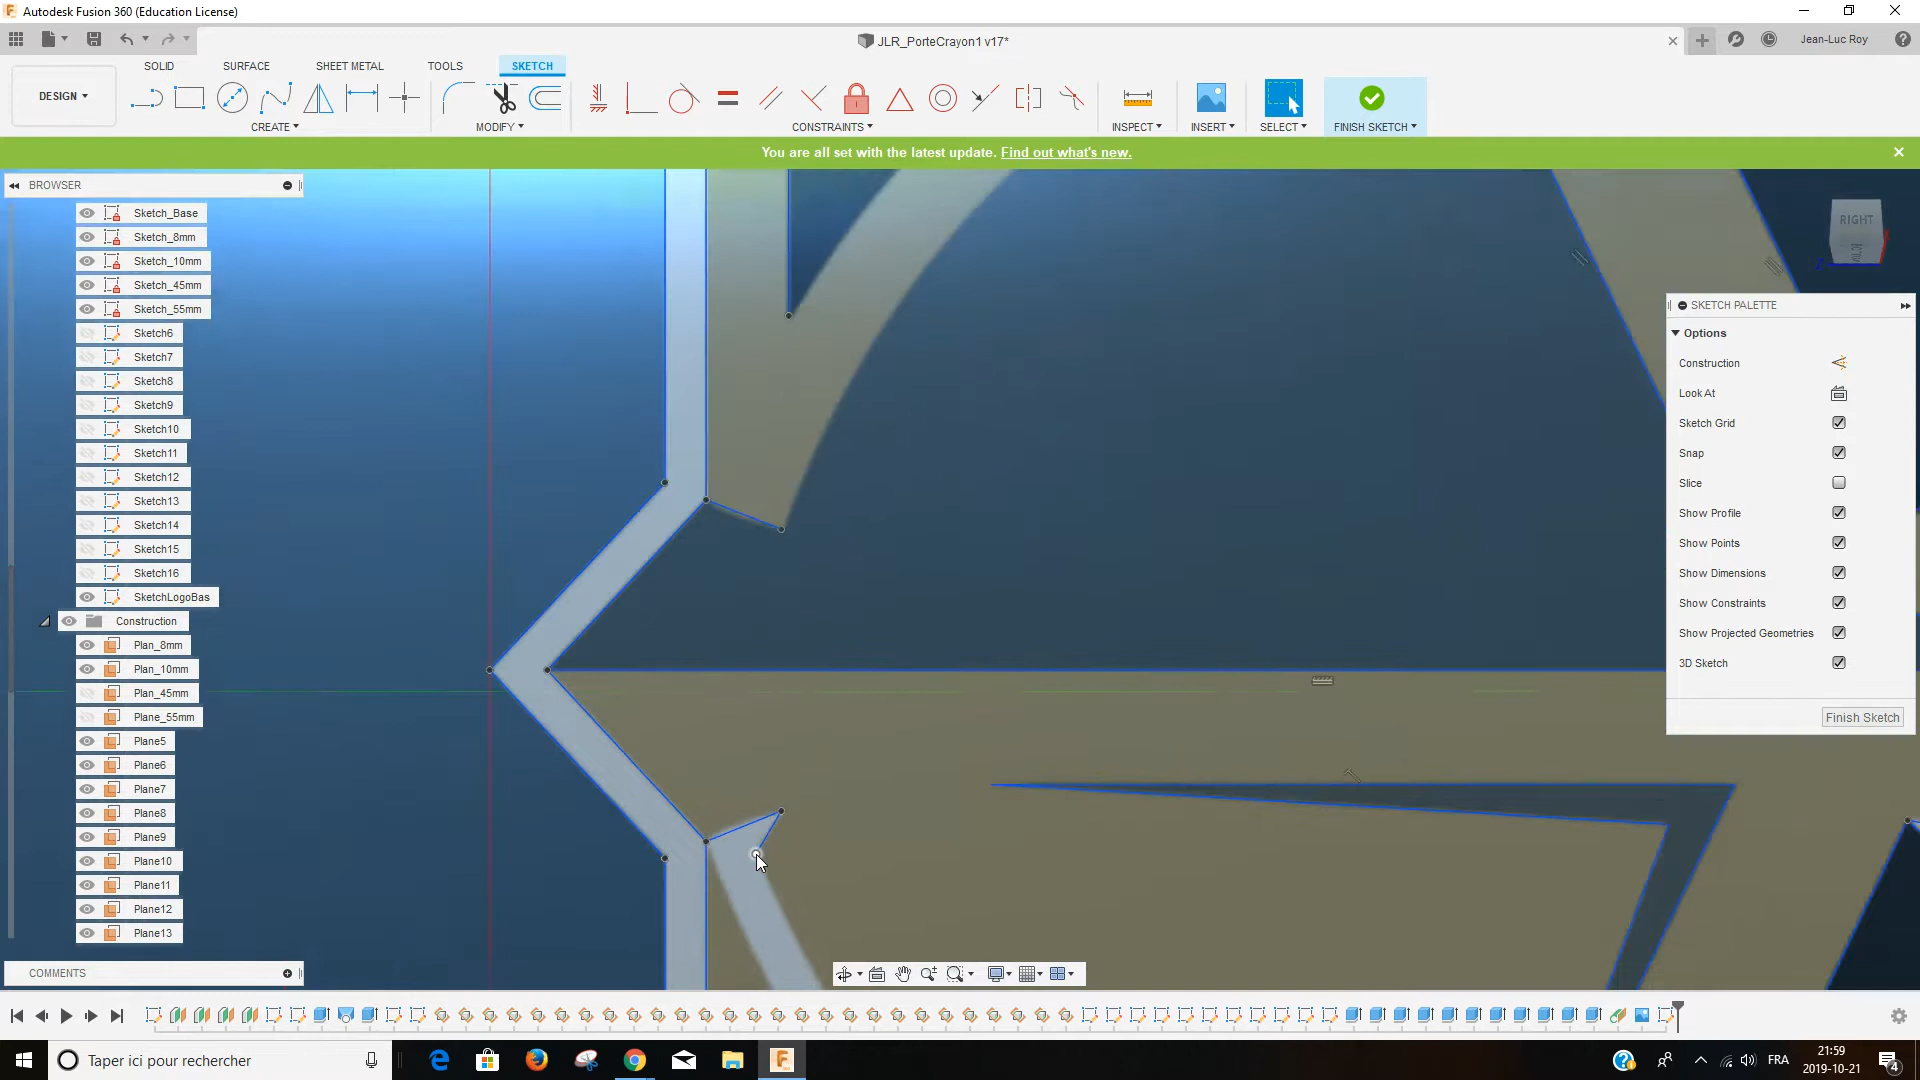 Autodesk Fusion 360 (Education License)
JLR_PorteCrayon1 v17*
Jean-Luc Roy
DESIGN
SOLID SURFACE SHEET METAL TOOLS SKETCH
CREATE MODIFY CONSTRAINTS INSPECT INSERT SELECT FINISH SKETCH
You are all set with the latest update. Find out what's new.
BROWSER
Sketch_Base
Sketch_8mm
Sketch_10mm
Sketch_45mm
Sketch_55mm
Sketch6
Sketch7
Sketch8
Sketch9
Sketch10
Sketch11
Sketch12
Sketch13
Sketch14
Sketch15
Sketch16
SketchLogoBas
Construction
Plan_8mm
Plan_10mm
Plan_45mm
Plane_55mm
Plane5
Plane6
Plane7
Plane8
Plane9
Plane10
Plane11
Plane12
Plane13
COMMENTS
RIGHT
Z
SKETCH PALETTE
Options
Construction
Look At
Sketch Grid
Snap
Slice
Show Profile
Show Points
Show Dimensions
Show Constraints
Show Projected Geometries
3D Sketch
Finish Sketch
Taper ici pour rechercher
FRA
21:59
2019-10-21
4